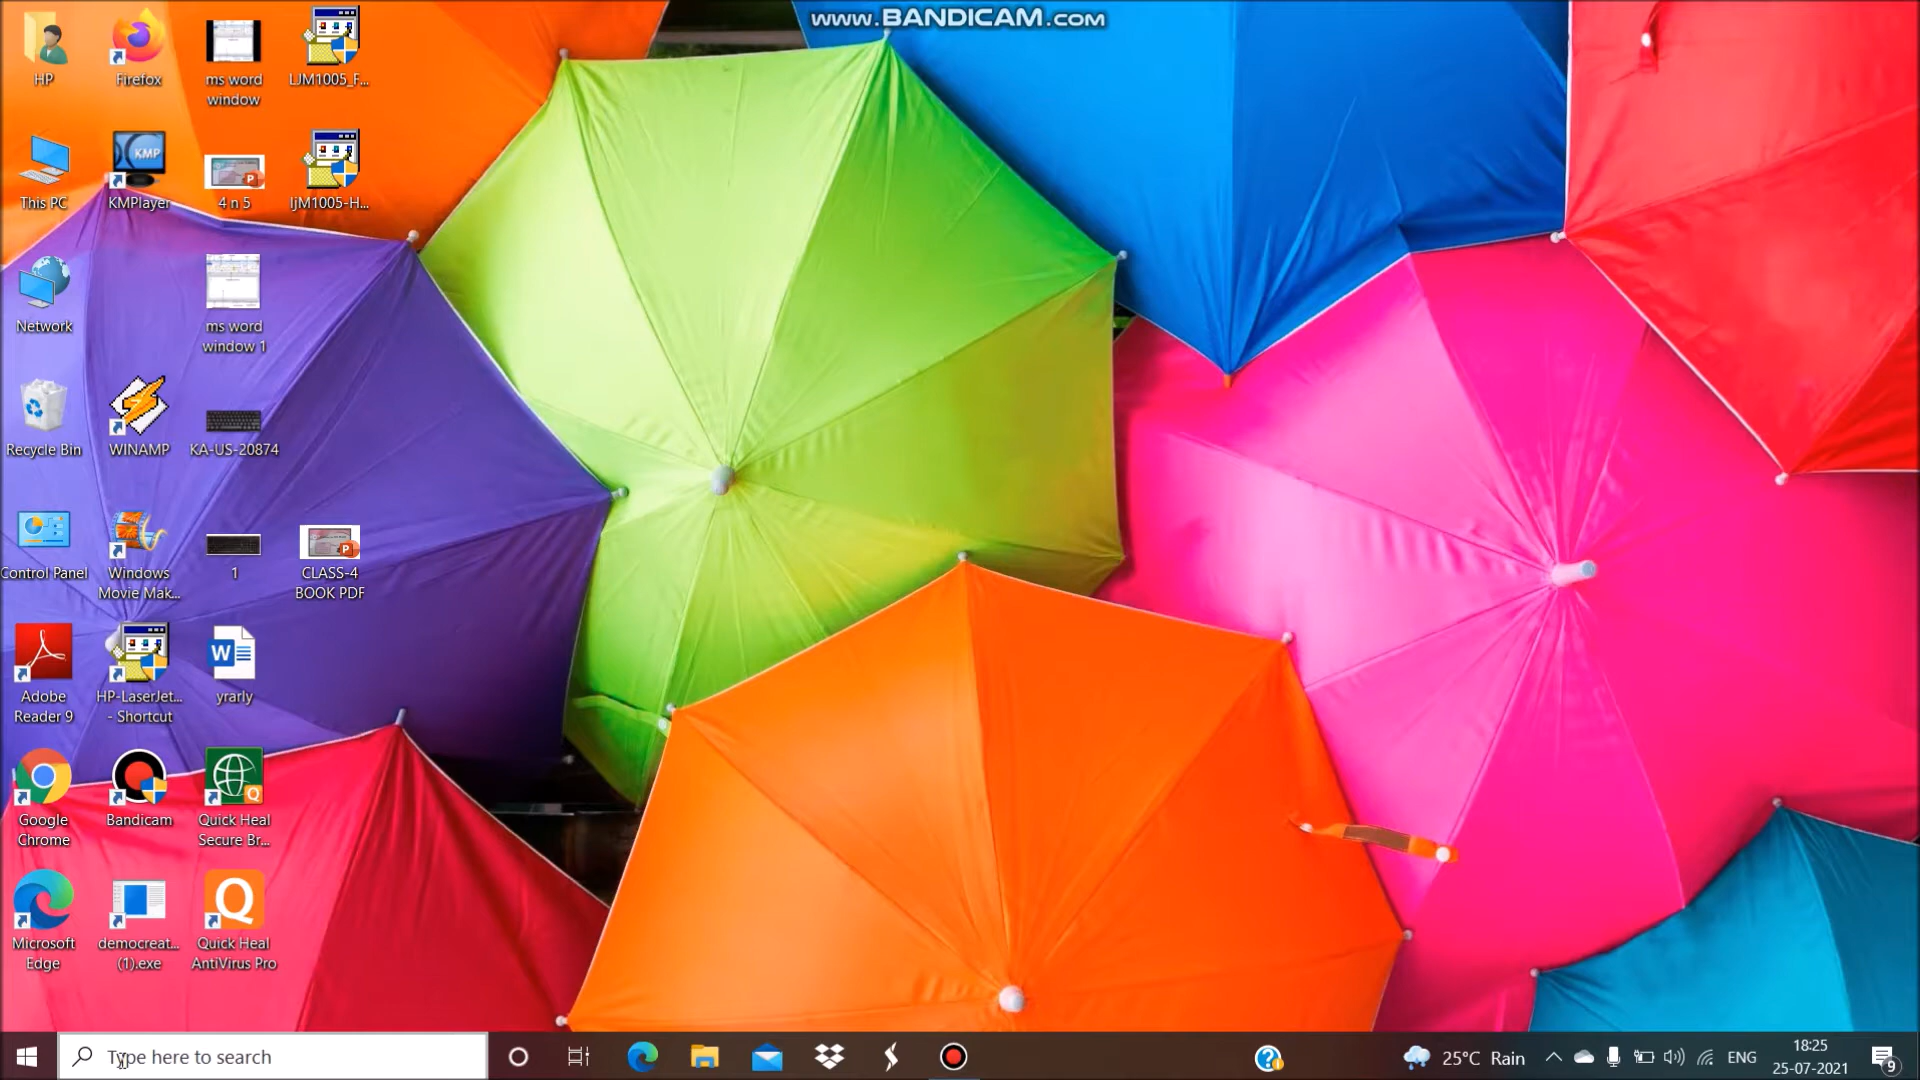 www.BANDICAM.com
HP
Firefox
ms word
window
LJM1005_F...
This PC
KMP
KMPlayer
4 n 5
ljM1005-H...
Network
ms word
window 1
Recycle Bin
WINAMP
KA-US-20874
Control Panel
Windows
Movie Mak...
1
CLASS-4
BOOK PDF
Adobe
Reader 9
HP-LaserJet...
- Shortcut
yrarly
Google
Chrome
Bandicam
Quick Heal
Secure Br...
Microsoft
Edge
democreat...
(1).exe
Quick Heal
AntiVirus Pro
Type here to search
25°C Rain
ENG
18:25
25-07-2021
9